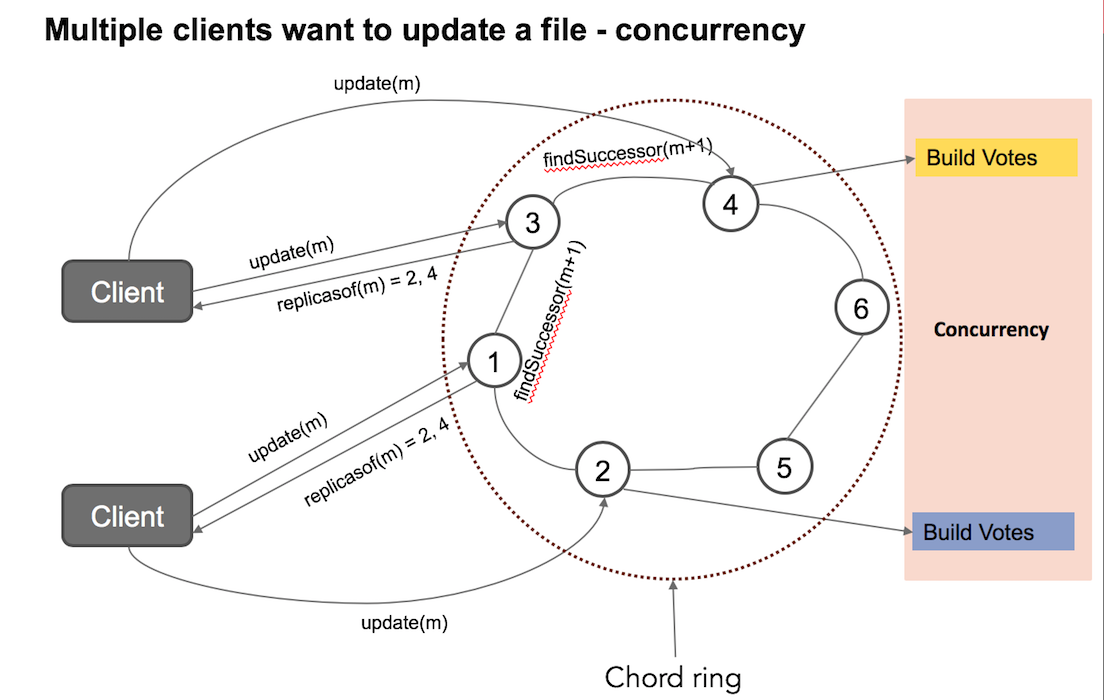 Multiple clients want to update a file - concurrency
update(m)
findSuccessor(m+1)
Build Votes
4
3
update(m)
replicasof(m) = 2, 4
Client
6
findSuccessor(m+1)
Concurrency
1
update(m)
replicasof(m) = 2, 4
2
5
Client
Build Votes
update(m)
Chord ring